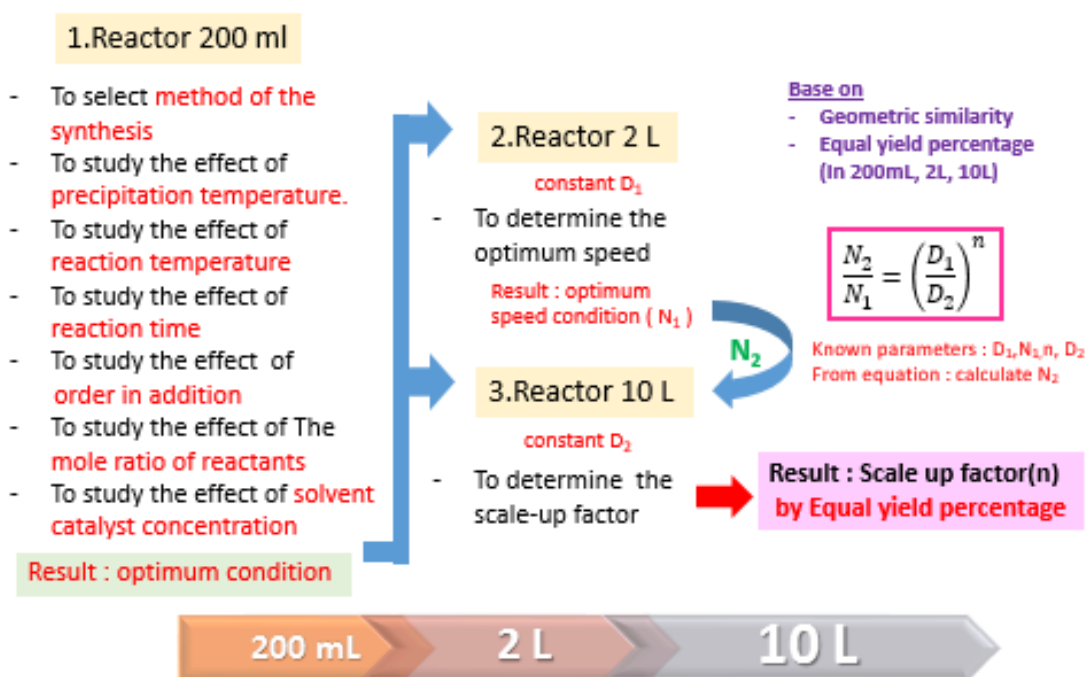 1.Reactor 200 ml
- To select method of the
synthesis
- To study the effect of
precipitation temperature.
- To study the effect of
reaction temperature
- To study the effect of
reaction time
- To study the effect of
order in addition
- To study the effect of The
mole ratio of reactants
- To study the effect of solvent
catalyst concentration
Result : optimum condition
2.Reactor 2 L
constant D₁
- To determine the
optimum speed
Result : optimum
speed condition ( N₁ )
N₂
3.Reactor 10 L
constant D₂
- To determine the
scale-up factor
Base on
- Geometric similarity
- Equal yield percentage
(In 200mL, 2L, 10L)
N₂/N₁ = (D₁/D₂)ⁿ
Known parameters : D₁,N₁,n, D₂
From equation : calculate N₂
Result : Scale up factor(n)
by Equal yield percentage
200 mL
2 L
10 L